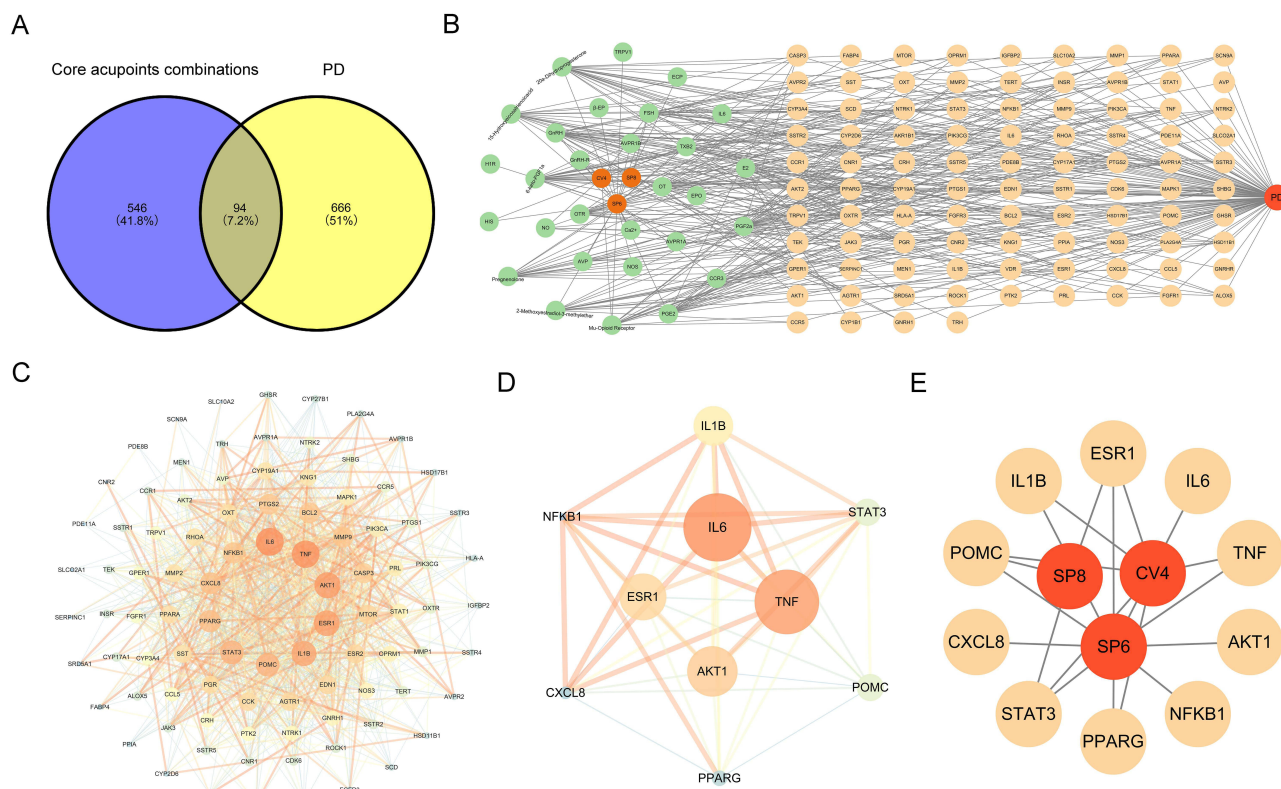 A
Core acupoints combinations
PD
546
(41.8%)
94
(7.2%)
666
(51%)
B
TRPV1
20a-Dihydroprogesterone
ECP
β-EP
FSH
IL6
GnRH
AVPR1B
TXB2
H1R
GnRH-R
E2
CV4
SP8
OT
EPO
SP6
HIS
OTR
NO
Ca2+
PGF2a
AVPR1A
AVP
NOS
Pregnenolone
CCR3
2-Methoxyestradiol-3-methylether
PGE2
Mu-Opioid Receptor
CASP3 FABP4 MTOR OPRM1 IGFBP2 SLC10A2 MMP1 PPARA SCN9A
AVPR2 SST OXT MMP2 TERT INSR AVPR1B STAT1 AVP
CYP3A4 SCD NTRK1 STAT3 NFKB1 MMP9 PIK3CA TNF NTRK2
SSTR2 CYP2D6 AKR1B1 PIK3CG IL6 RHOA SSTR4 PDE11A SLCO2A1
CCR1 CNR1 CRH SSTR5 PDE8B CYP17A1 PTGS2 AVPR1A SSTR3
AKT2 PPARG CYP19A1 PTGS1 EDN1 SSTR1 CDK6 MAPK1 SHBG
PD
TRPV1 OXTR HLA-A FGFR3 BCL2 ESR2 HSD17B1 POMC GHSR
TEK JAK3 PGR CNR2 KNG1 PPIA NOS3 PLA2G4A HSD11B1
GPER1 SERPINC1 MEN1 IL1B VDR ESR1 CXCL8 CCL5 GNRHR
AKT1 AGTR1 SRD5A1 ROCK1 PTK2 PRL CCK FGFR1 ALOX5
CCR5 CYP1B1 GNRH1 TRH
C
GHSR
CYP27B1
SLC10A2
PLA2G4A
SCN9A
AVPR1A
NTRK2
AVPR1B
PDE8B
TRH
SHBG
MEN1
CYP19A1
KNG1
HSD17B1
CNR2
CCR1
AVP
CCR5
AKT2
PTGS2
MAPK1
PDE11A
OXT
BCL2
SSTR3
SSTR1
TRPV1
RHOA
IL6
MMP9
PIK3CA
PTGS1
NFKB1
TNF
HLA-A
SLCO2A1
TEK
GPER1
MMP2
CXCL8
AKT1
CASP3
PRL
PIK3CG
IGFBP2
SERPINC1
INSR
FGFR1
PPARA
PPARG
ESR1
MTOR
STAT1
OXTR
SRD5A1
CYP17A1
CYP3A4
SST
STAT3
POMC
IL1B
ESR2
OPRM1
MMP1
SSTR4
FABP4
ALOX5
CCL5
PGR
CCK
EDN1
NOS3
TERT
AVPR2
JAK3
CRH
AGTR1
GNRH1
PPIA
SSTR5
PTK2
NTRK1
ROCK1
SSTR2
HSD11B1
CYP2D6
CNR1
CDK6
SCD
D
IL1B
NFKB1
STAT3
IL6
ESR1
TNF
AKT1
CXCL8
POMC
PPARG
E
ESR1
IL1B
IL6
POMC
SP8
CV4
TNF
CXCL8
SP6
AKT1
STAT3
NFKB1
PPARG